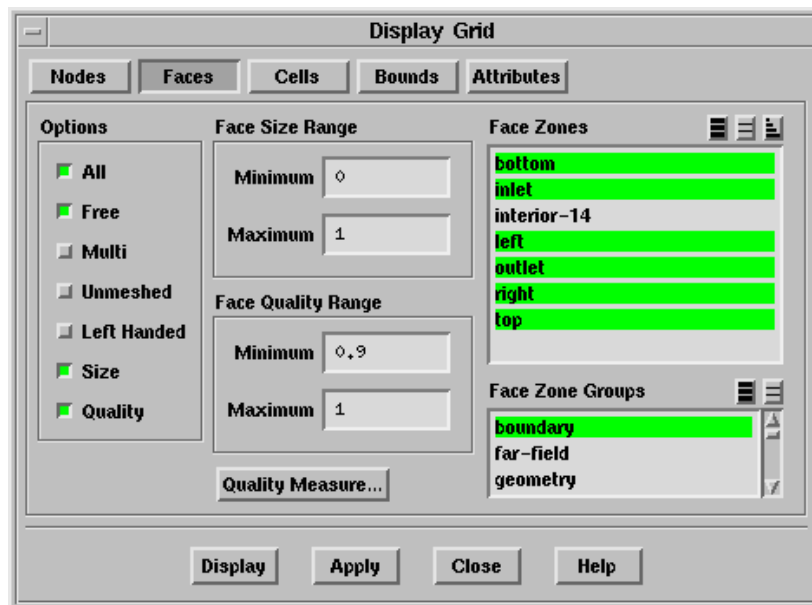 Display Grid
Nodes
Faces
Cells
Bounds
Attributes
Options
All
Free
Multi
Unmeshed
Left Handed
Size
Quality
Face Size Range
Minimum 0
Maximum 1
Face Quality Range
Minimum 0.9
Maximum 1
Quality Measure...
Face Zones
bottom
inlet
interior-14
left
outlet
right
top
Face Zone Groups
boundary
far-field
geometry
Display
Apply
Close
Help